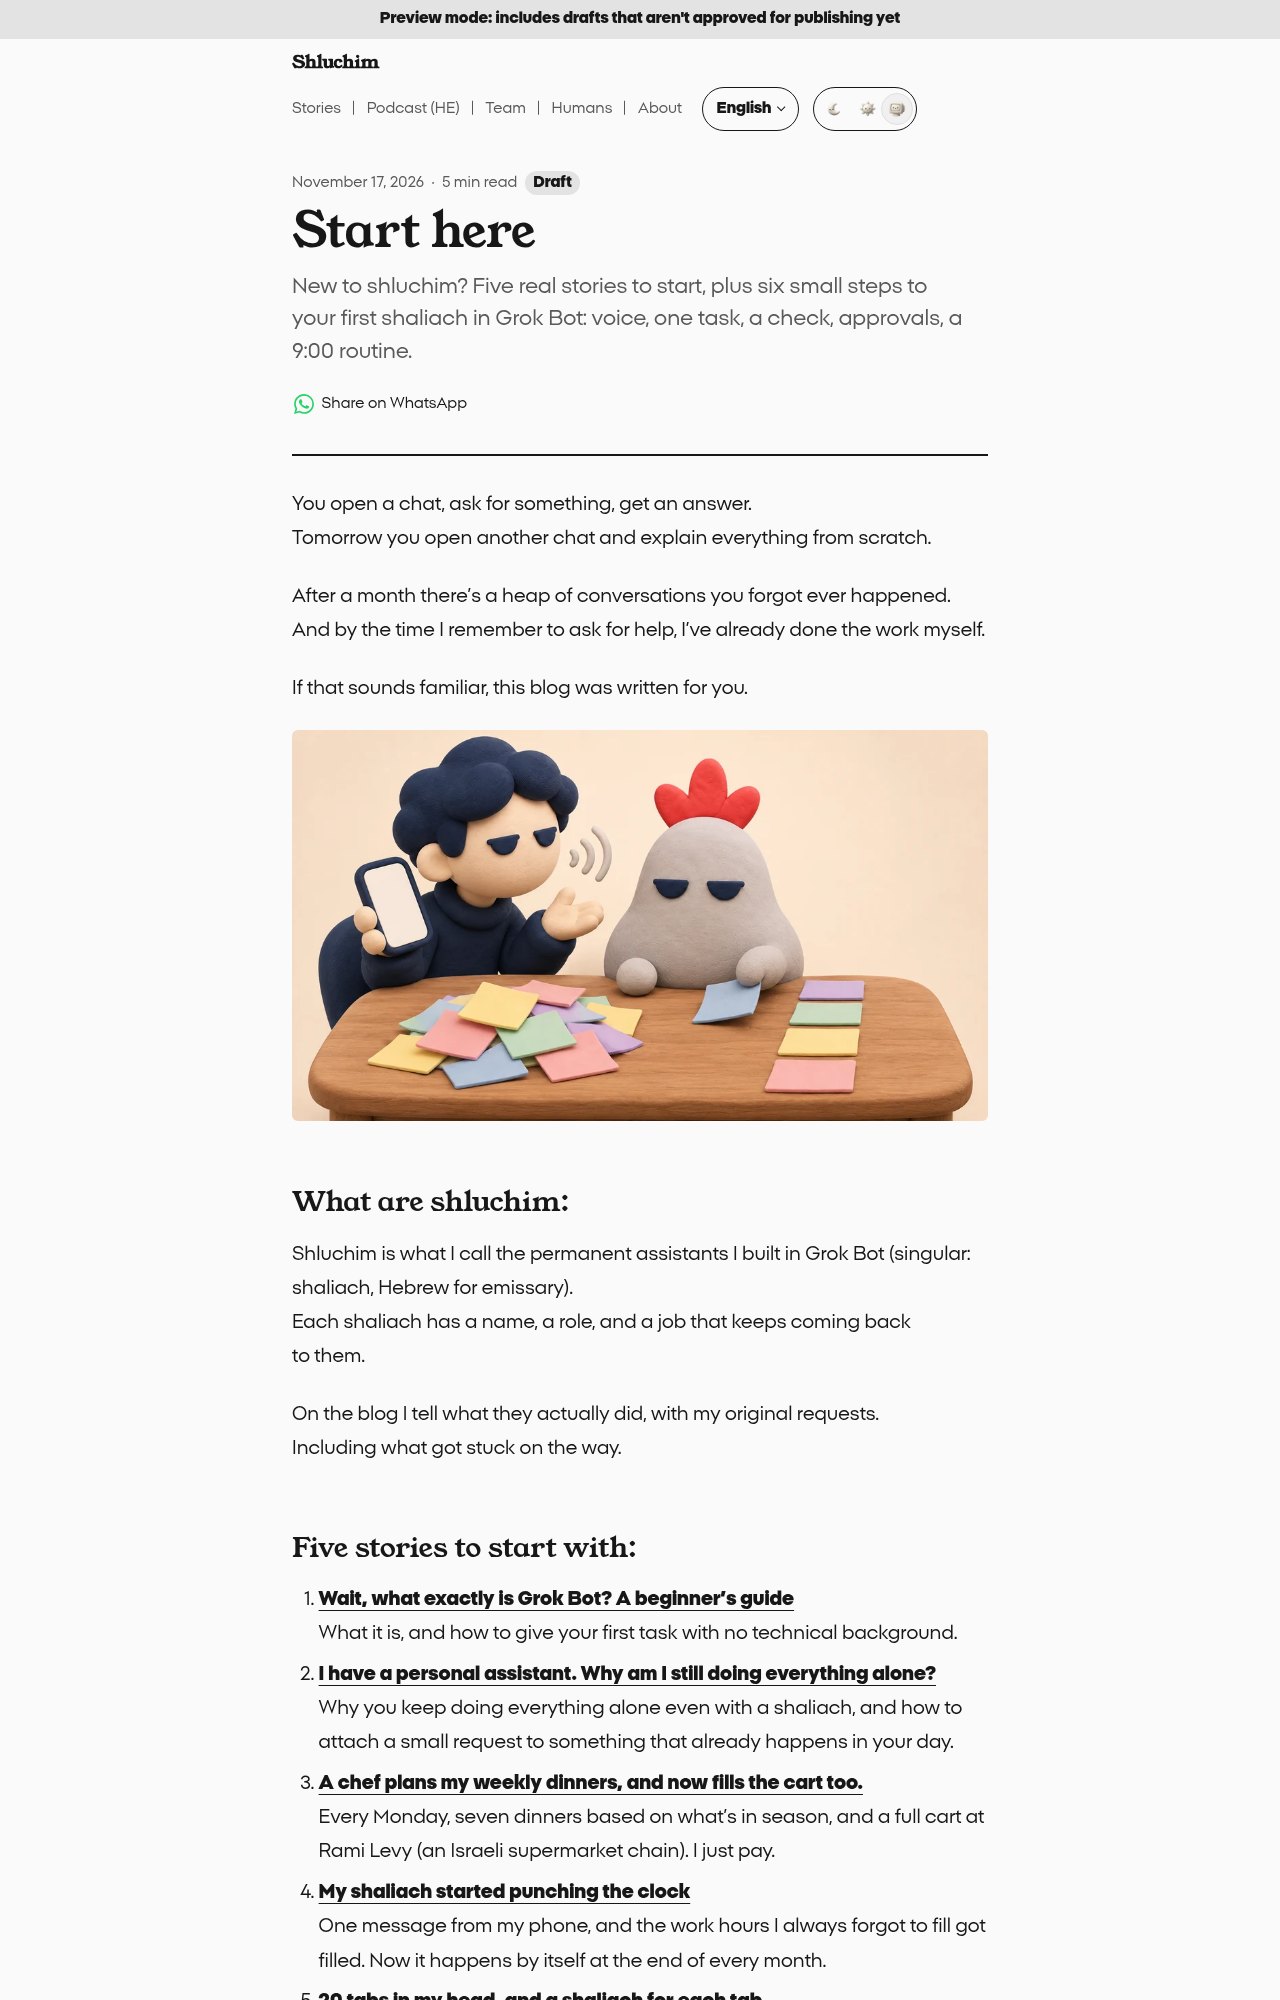 Preview mode: includes drafts that aren't approved for publishing yet
Shluchim
Stories | Podcast (HE) | Team | Humans | About English
November 17, 2026 · 5 min read Draft
Start here
New to shluchim? Five real stories to start, plus six small steps to
your first shaliach in Grok Bot: voice, one task, a check, approvals, a
9:00 routine.
Share on WhatsApp
You open a chat, ask for something, get an answer.
Tomorrow you open another chat and explain everything from scratch.
After a month there's a heap of conversations you forgot ever happened.
And by the time I remember to ask for help, I've already done the work myself.
If that sounds familiar, this blog was written for you.
What are shluchim:
Shluchim is what I call the permanent assistants I built in Grok Bot (singular:
shaliach, Hebrew for emissary).
Each shaliach has a name, a role, and a job that keeps coming back
to them.
On the blog I tell what they actually did, with my original requests.
Including what got stuck on the way.
Five stories to start with:
1. Wait, what exactly is Grok Bot? A beginner's guide
What it is, and how to give your first task with no technical background.
2. I have a personal assistant. Why am I still doing everything alone?
Why you keep doing everything alone even with a shaliach, and how to
attach a small request to something that already happens in your day.
3. A chef plans my weekly dinners, and now fills the cart too.
Every Monday, seven dinners based on what's in season, and a full cart at
Rami Levy (an Israeli supermarket chain). I just pay.
4. My shaliach started punching the clock
One message from my phone, and the work hours I always forgot to fill got
filled. Now it happens by itself at the end of every month.
5. 20 tabs in my head, and a shaliach for each tab